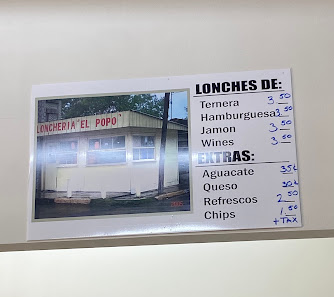 LONCHERIA EL POPO
LONCHES DE:
Ternera 3.50
Hamburguesa 3.50
Jamon 3.50
Wines 3.50
EXTRAS:
Aguacate 35¢
Queso 30¢
Refrescos 2.50
Chips 1.50
+ TAX